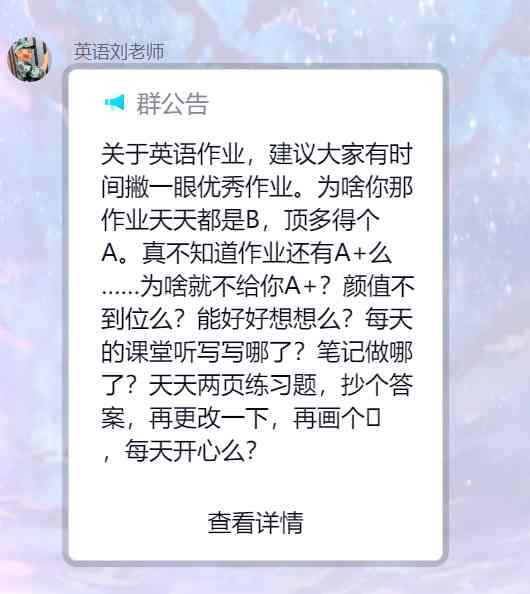 英语刘老师
群公告
关于英语作业，建议大家有时
间撇一眼优秀作业。为啥你那
作业天天都是B，顶多得个
A。真不知道作业还有A+么
……为啥就不给你A+？颜值不
到位么？能好好想想么？每天
的课堂听写写哪了？笔记做哪
了？天天两页练习题，抄个答
案，再更改一下，再画个▯
，每天开心么？
查看详情